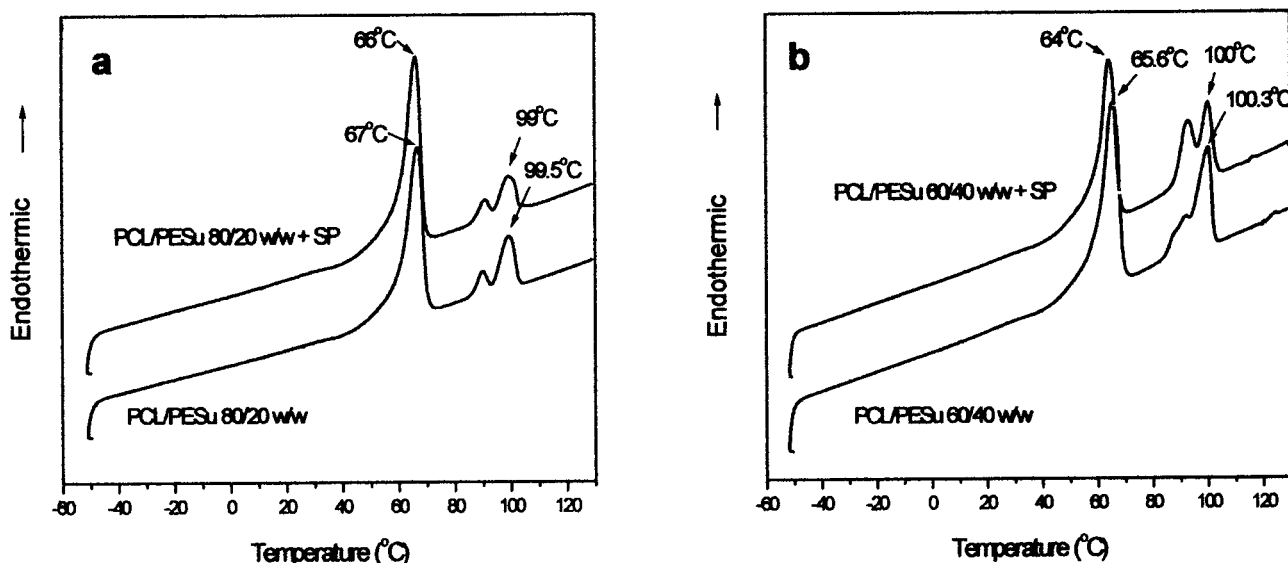 a
66°C
67°C
99°C
99.5°C
PCL/PESu 80/20 w/w + SP
PCL/PESu 80/20 w/w
Endothermic
-60 -40 -20 0 20 40 60 80 100 120
Temperature (°C)
b
64°C
65.6°C
100°C
100.3°C
PCL/PESu 60/40 w/w + SP
PCL/PESu 60/40 w/w
Endothermic
-60 -40 -20 0 20 40 60 80 100 120
Temperature (°C)